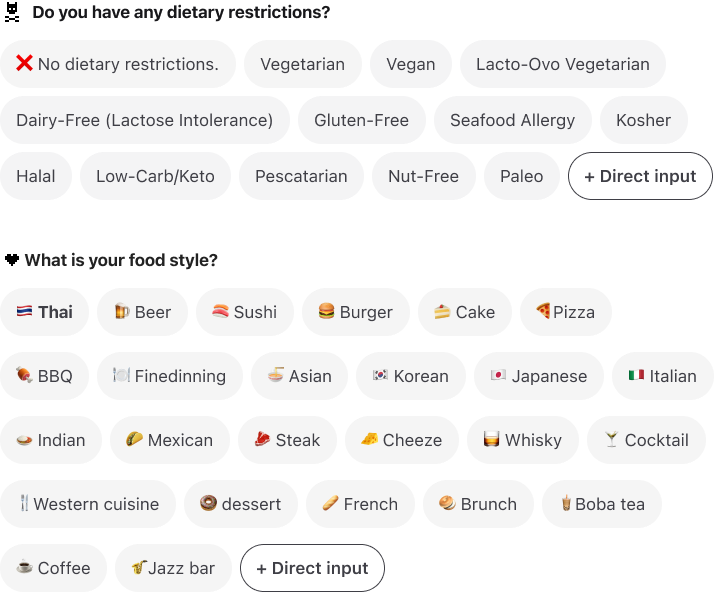 Do you have any dietary restrictions?
No dietary restrictions. Vegetarian Vegan Lacto-Ovo Vegetarian
Dairy-Free (Lactose Intolerance) Gluten-Free Seafood Allergy Kosher
Halal Low-Carb/Keto Pescatarian Nut-Free Paleo + Direct input
What is your food style?
Thai Beer Sushi Burger Cake Pizza
BBQ Finedinning Asian Korean Japanese Italian
Indian Mexican Steak Cheeze Whisky Cocktail
Western cuisine dessert French Brunch Boba tea
Coffee Jazz bar + Direct input